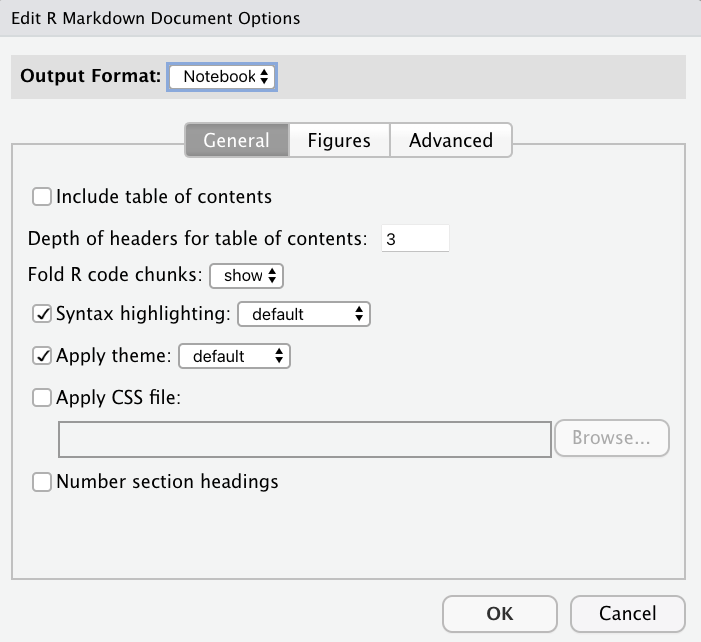 Edit R Markdown Document Options
Output Format: Notebook
General Figures Advanced
Include table of contents
Depth of headers for table of contents: 3
Fold R code chunks: show
Syntax highlighting: default
Apply theme: default
Apply CSS file:
Browse...
Number section headings
OK Cancel